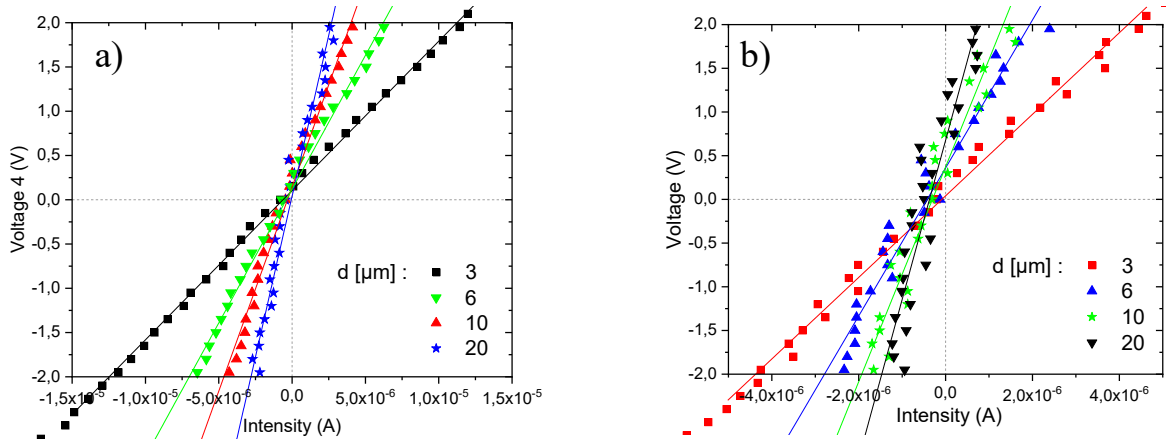 a)
2,0
1,5
1,0
0,5
0,0
-0,5
-1,0
-1,5
-2,0
Voltage 4 (V)
d [µm] :
3
6
10
20
-1,5x10⁻⁵ -1,0x10⁻⁵ -5,0x10⁻⁶ 0,0 5,0x10⁻⁶ 1,0x10⁻⁵ 1,5x10⁻⁵
Intensity (A)
b)
2,0
1,5
1,0
0,5
0,0
-0,5
-1,0
-1,5
-2,0
Voltage (V)
d [µm] :
3
6
10
20
-4,0x10⁻⁶ -2,0x10⁻⁶ 0,0 2,0x10⁻⁶ 4,0x10⁻⁶
Intensity (A)